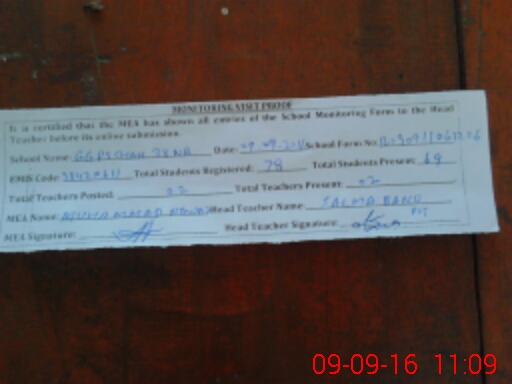 MONITORING VISIT PROOF
It is certified that the MEA has shown all entries of the School Monitoring Form to the Head
Teacher before its online submission.
School Name: Date: School Form No:
EMIS Code: Total Students Registered: 78 Total Students Present: 69
Total Teachers Posted: 02 Total Teachers Present: 02
MEA Name: MUHAMMAD Head Teacher Name: SALMA BANO
MEA Signature: Head Teacher Signature:
09-09-16 11:09